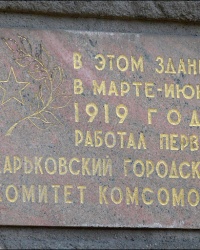 В ЭТОМ ЗДАНИ
В МАРТЕ-ИЮН
1919 ГОД
РАБОТАЛ ПЕРВ
АРЬКОВСКИЙ ГОРОДСК
КОМИТЕТ КОМСОМО